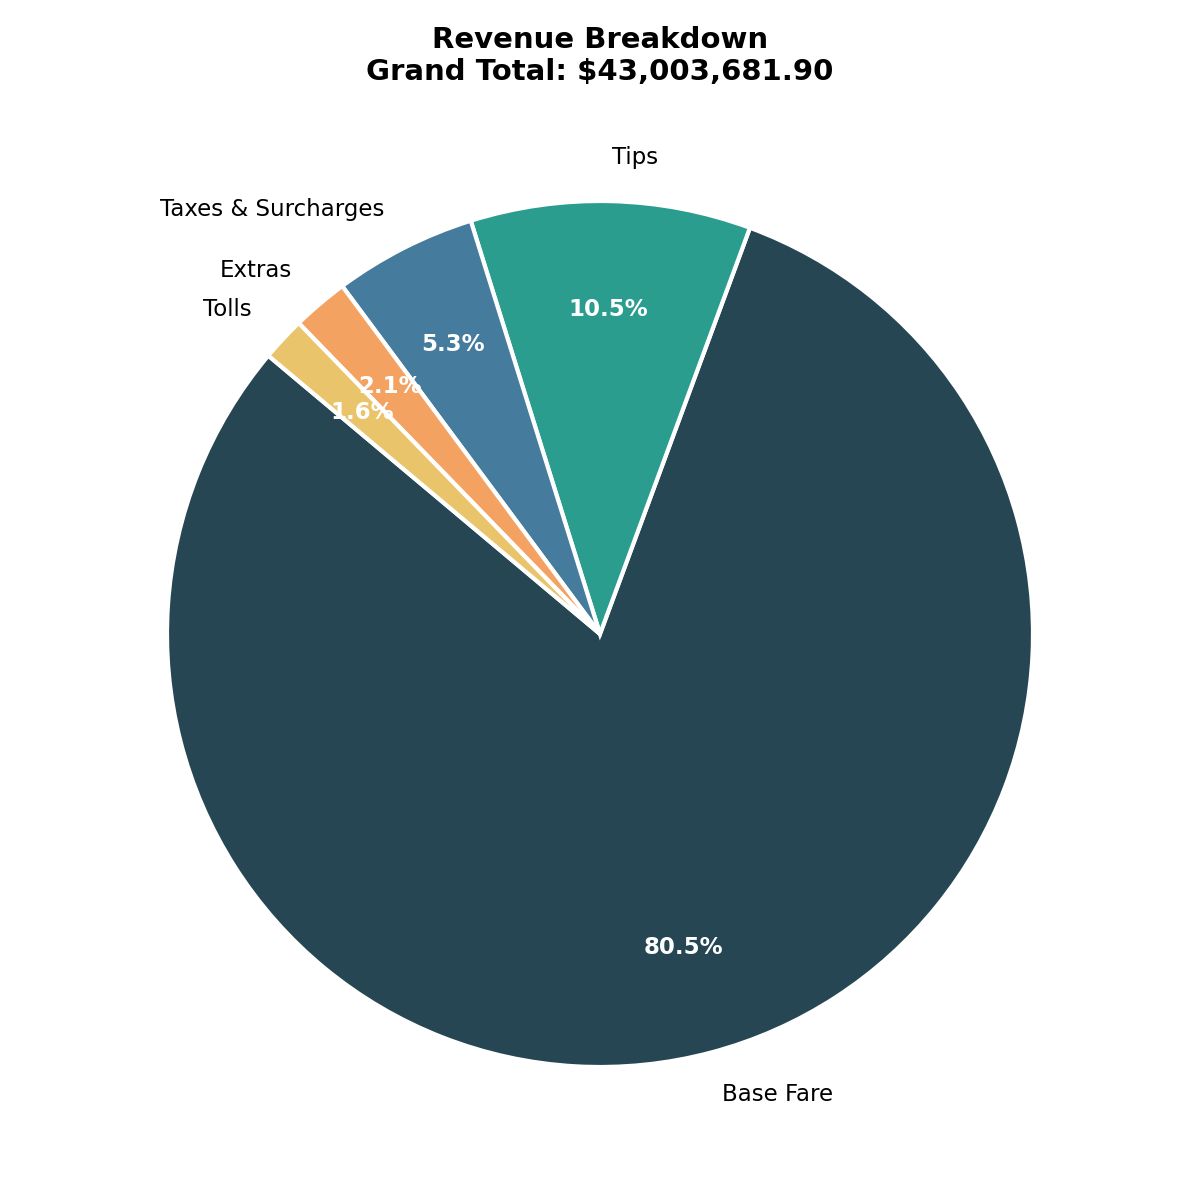 Revenue Breakdown
Grand Total: $43,003,681.90
Tips
Taxes & Surcharges
Extras
Tolls
10.5%
5.3%
2.1%
1.6%
80.5%
Base Fare